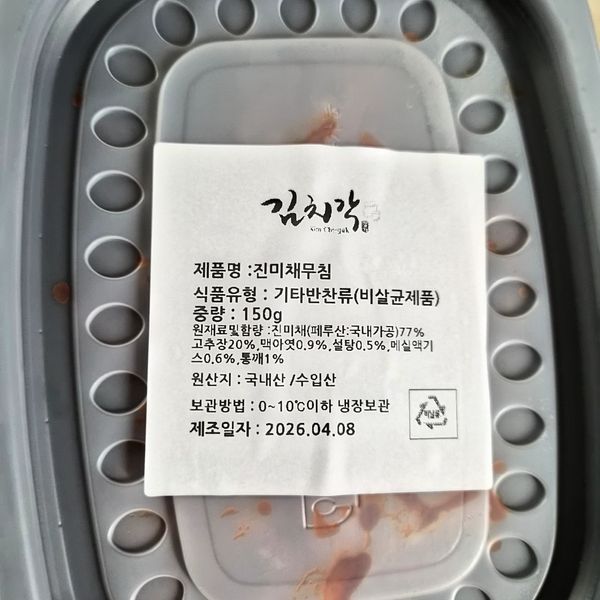 김치각
Kim Chigak
제품명 :진미채무침
식품유형 : 기타반찬류(비살균제품)
중량 : 150g
원재료및함량 :진미채(페루산:국내가공)77%
고추장20%,맥아엿0.9%,설탕0.5%,메실액기
스0.6%,통깨1%
원산지 : 국내산 /수입산
보관방법 : 0~10℃이하 냉장보관
제조일자 : 2026.04.08